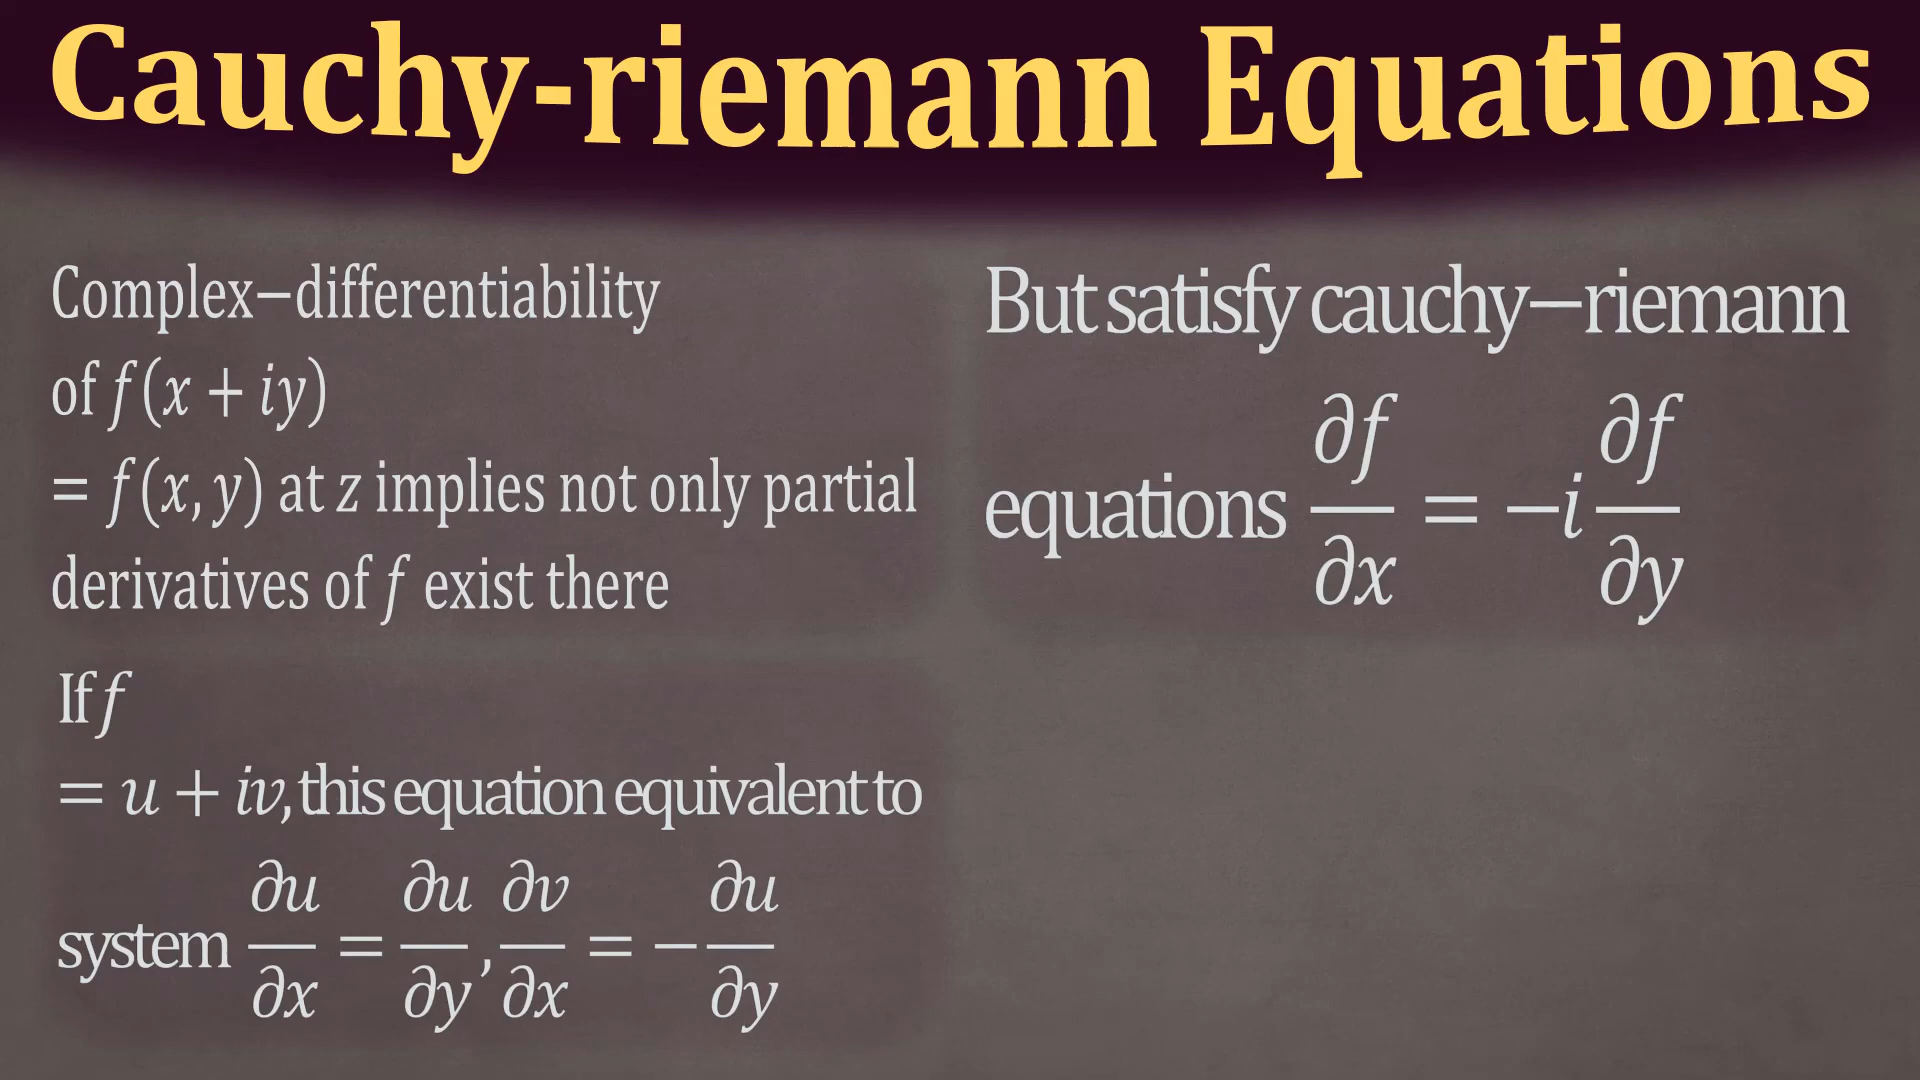 Cauchy-riemann Equations
Complex−differentiability
of f(x + iy)
= f(x, y) at z implies not only partial
derivatives of f exist there
But satisfy cauchy−riemann
equations ∂f/∂x = −i ∂f/∂y
If f
= u + iv, this equation equivalent to
system ∂u/∂x = ∂u/∂y, ∂v/∂x = −∂u/∂y